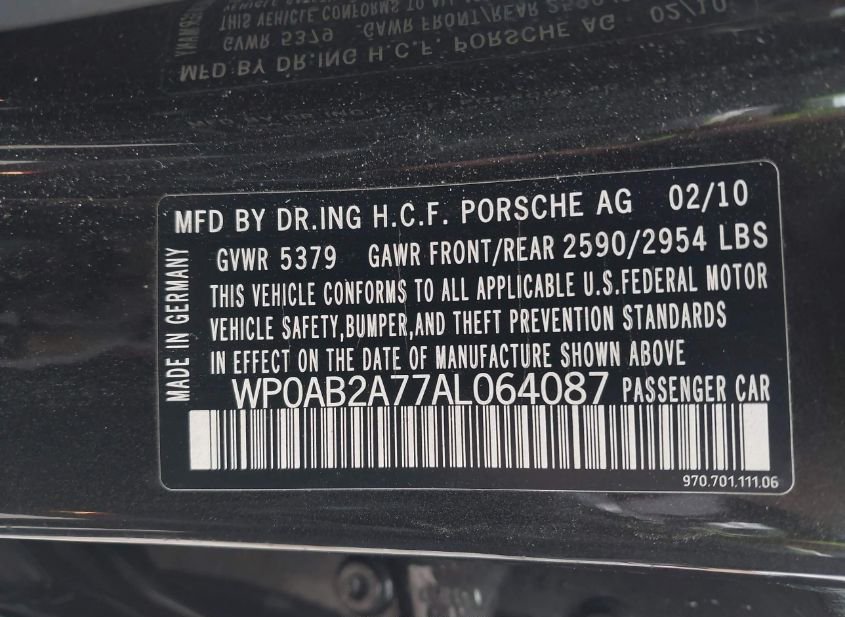 MFD BY DR.ING H.C.F. PORSCHE AG 02/10
GVWR 5379 GAWR FRONT/REAR 2590/2954 LBS
THIS VEHICLE CONFORMS TO ALL APPLICABLE U.S.FEDERAL MOTOR
VEHICLE SAFETY,BUMPER,AND THEFT PREVENTION STANDARDS
IN EFFECT ON THE DATE OF MANUFACTURE SHOWN ABOVE
WP0AB2A77AL064087 PASSENGER CAR
970.701.111.06
MADE IN GERMANY